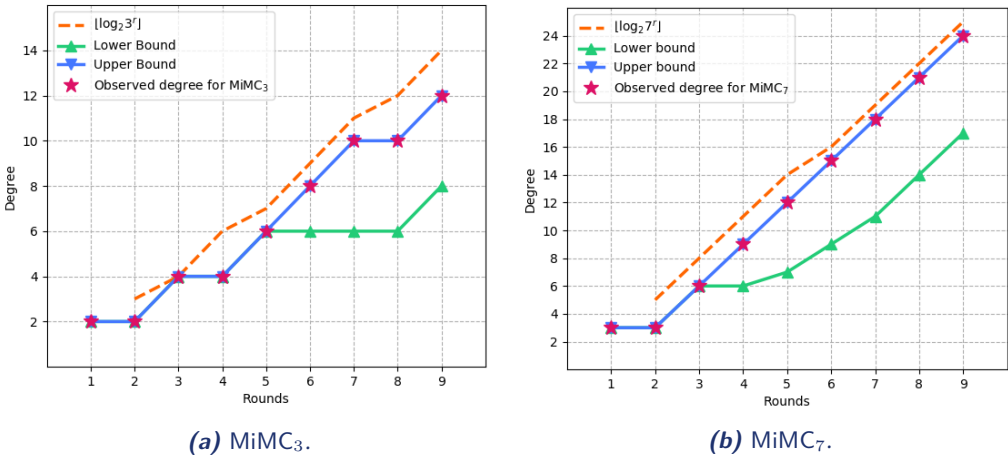 ⌊log₂3ʳ⌋
Lower Bound
Upper Bound
Observed degree for MiMC₃
14
12
10
8
6
4
2
Degree
1 2 3 4 5 6 7 8 9
Rounds
(a) MiMC₃.
⌊log₂7ʳ⌋
Lower bound
Upper bound
Observed degree for MiMC₇
24
22
20
18
16
14
12
10
8
6
4
2
Degree
1 2 3 4 5 6 7 8 9
Rounds
(b) MiMC₇.